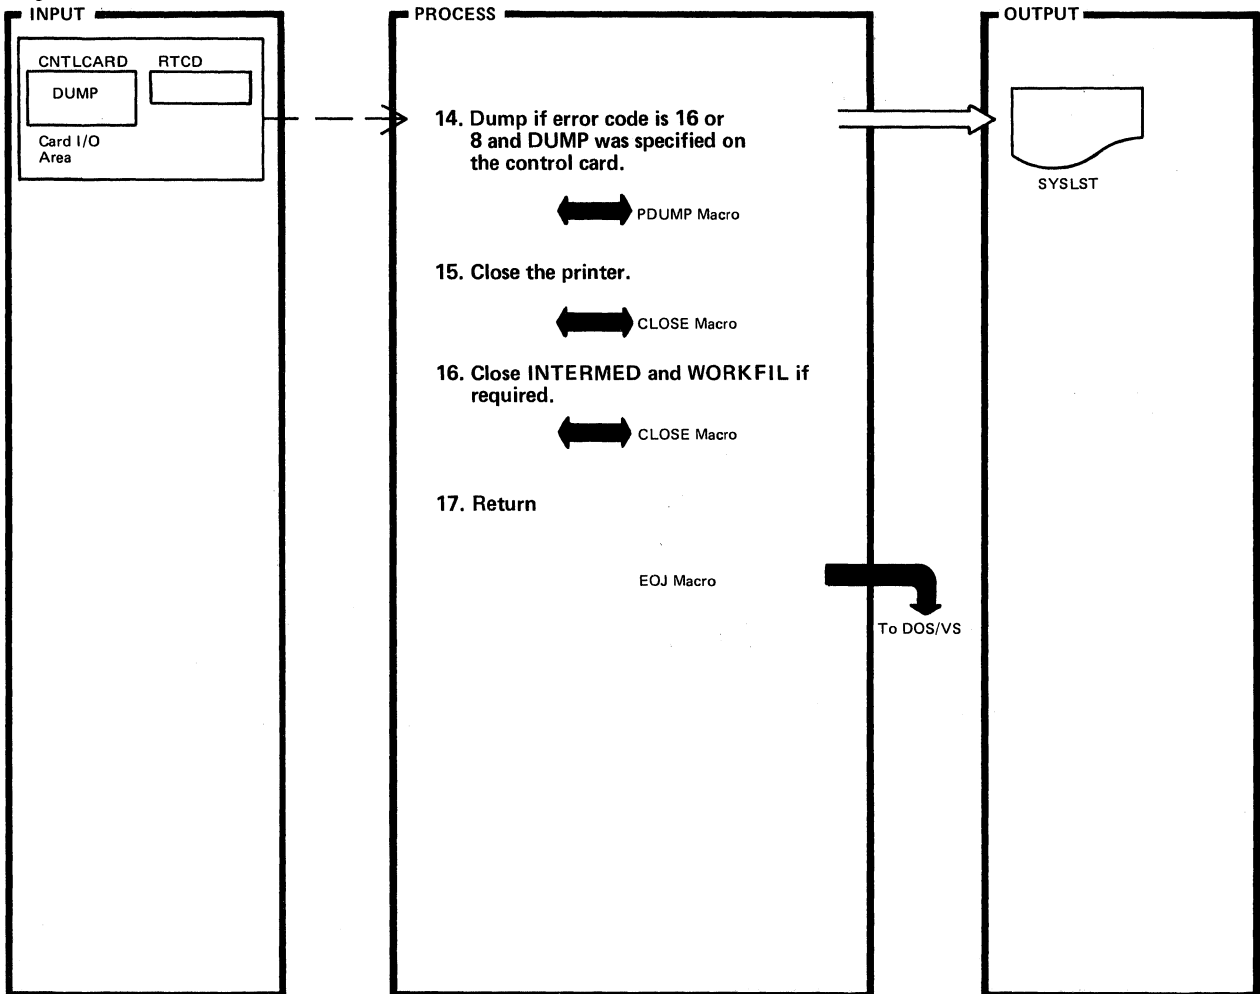 INPUT
CNTLCARD
RTCD
DUMP
Card I/O
Area
PROCESS
14. Dump if error code is 16 or
8 and DUMP was specified on
the control card.
PDUMP Macro
15. Close the printer.
CLOSE Macro
16. Close INTERMED and WORKFIL if
required.
CLOSE Macro
17. Return
EOJ Macro
To DOS/VS
OUTPUT
SYSLST